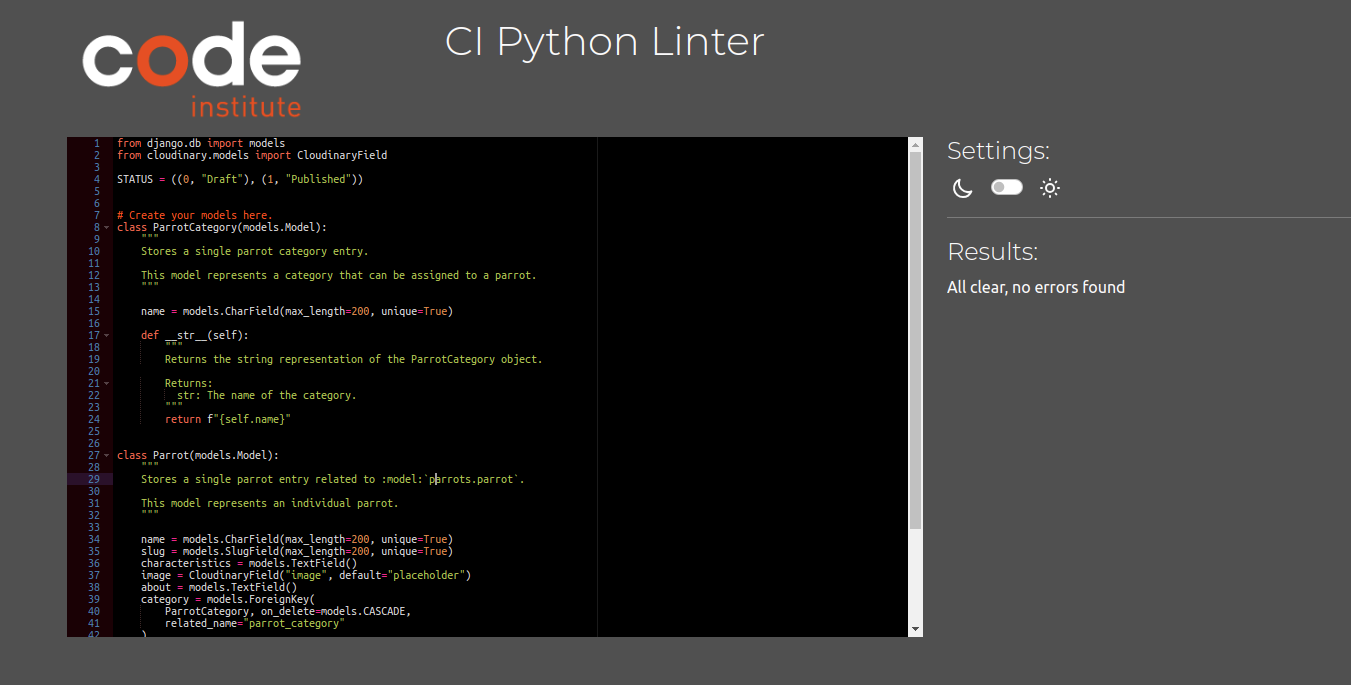 code
institute
CI Python Linter
1 from django.db import models
2 from cloudinary.models import CloudinaryField
3
4 STATUS = ((0, "Draft"), (1, "Published"))
5
6
7 # Create your models here.
8 class ParrotCategory(models.Model):
9     """
10     Stores a single parrot category entry.
11
12     This model represents a category that can be assigned to a parrot.
13     """
14
15     name = models.CharField(max_length=200, unique=True)
16
17     def __str__(self):
18         """
19         Returns the string representation of the ParrotCategory object.
20
21         Returns:
22           str: The name of the category.
23         """
24         return f"{self.name}"
25
26
27 class Parrot(models.Model):
28     """
29     Stores a single parrot entry related to :model:`parrots.parrot`.
30
31     This model represents an individual parrot.
32     """
33
34     name = models.CharField(max_length=200, unique=True)
35     slug = models.SlugField(max_length=200, unique=True)
36     characteristics = models.TextField()
37     image = CloudinaryField("image", default="placeholder")
38     about = models.TextField()
39     category = models.ForeignKey(
40         ParrotCategory, on_delete=models.CASCADE,
41         related_name="parrot_category"
42     )
Settings:
Results:
All clear, no errors found